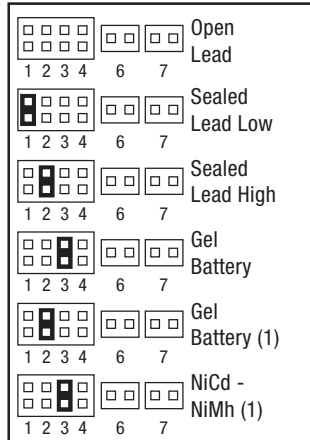 Open
Lead
1 2 3 4 6 7
Sealed
Lead Low
1 2 3 4 6 7
Sealed
Lead High
1 2 3 4 6 7
Gel
Battery
1 2 3 4 6 7
Gel
Battery (1)
1 2 3 4 6 7
NiCd -
NiMh (1)
1 2 3 4 6 7